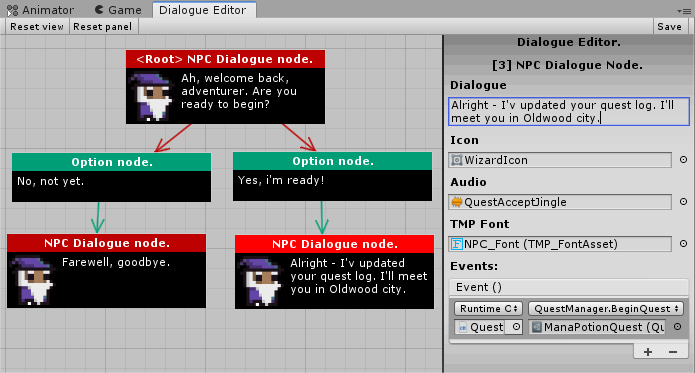 Animator
Game
Dialogue Editor
Reset view
Reset panel
Save
<Root> NPC Dialogue node.
Ah, welcome back,
adventurer. Are you
ready to begin?
Option node.
No, not yet.
Option node.
Yes, i'm ready!
NPC Dialogue node.
Farewell, goodbye.
NPC Dialogue node.
Alright - I'v updated
your quest log. I'll meet
you in Oldwood city.
Dialogue Editor.
[3] NPC Dialogue Node.
Dialogue
Alright - I'v updated your quest log. I'll
meet you in Oldwood city.
Icon
WizardIcon
Audio
QuestAcceptJingle
TMP Font
NPC_Font (TMP_FontAsset)
Events:
Event ()
Runtime C
QuestManager.BeginQuest
Quest
ManaPotionQuest (Qu